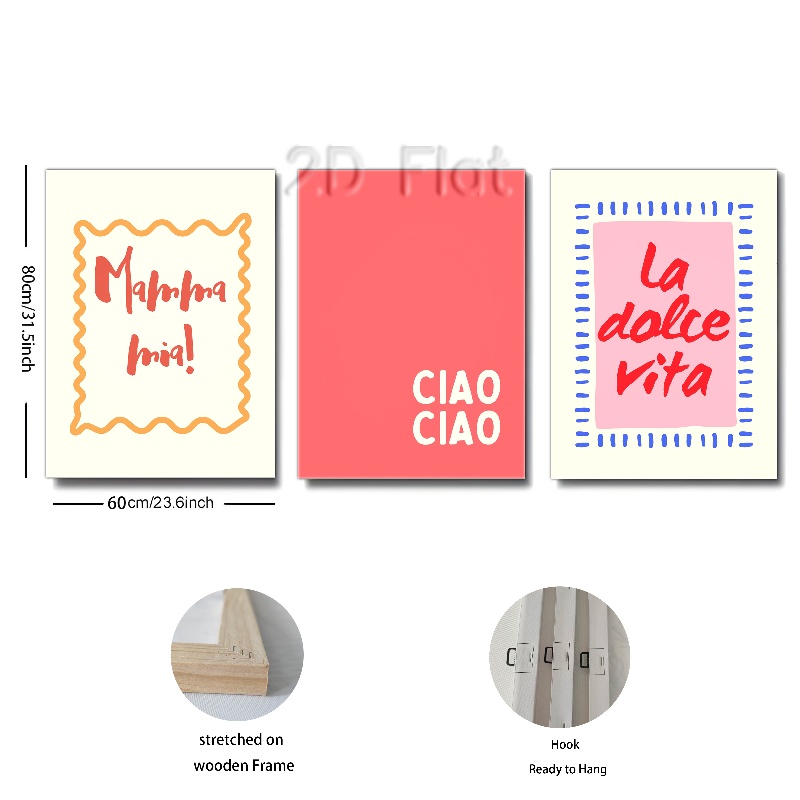 2D Flat
Mamma
mia!
CIAO
CIAO
La
dolce
vita
80cm/31.5inch
60cm/23.6inch
stretched on
wooden Frame
Hook
Ready to Hang